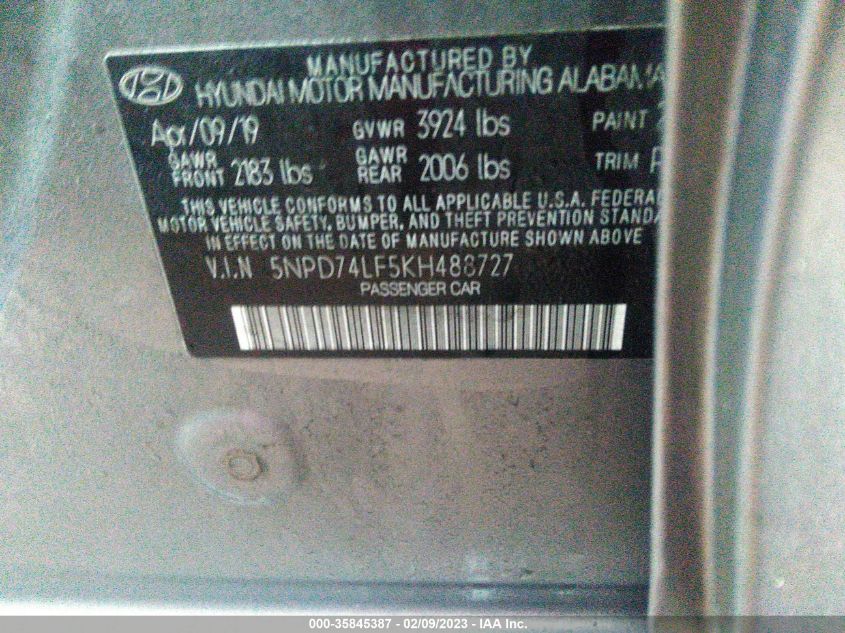 MANUFACTURED BY
HYUNDAI MOTOR MANUFACTURING ALABAMA
Apr/09/19 GVWR 3924 lbs PAINT
GAWR FRONT 2183 lbs GAWR REAR 2006 lbs TRIM
THIS VEHICLE CONFORMS TO ALL APPLICABLE U.S.A. FEDERA
MOTOR VEHICLE SAFETY, BUMPER, AND THEFT PREVENTION STANDA
IN EFFECT ON THE DATE OF MANUFACTURE SHOWN ABOVE
V.I.N 5NPD74LF5KH488727
PASSENGER CAR
000-35845387 - 02/09/2023 - IAA Inc.